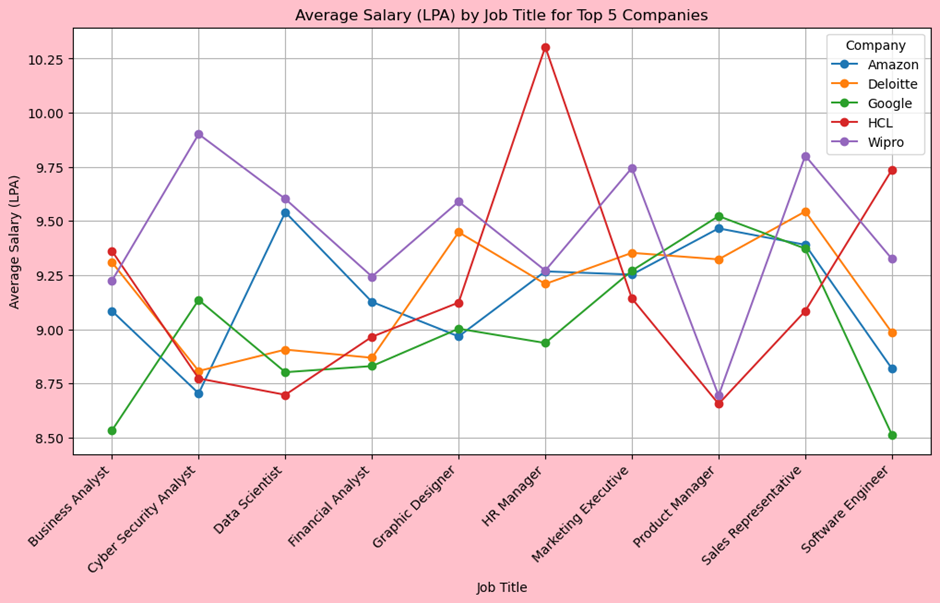 Average Salary (LPA) by Job Title for Top 5 Companies
Company
Amazon
Deloitte
Google
HCL
Wipro
Average Salary (LPA)
10.25
10.00
9.75
9.50
9.25
9.00
8.75
8.50
Business Analyst
Cyber Security Analyst
Data Scientist
Financial Analyst
Graphic Designer
HR Manager
Marketing Executive
Product Manager
Sales Representative
Software Engineer
Job Title